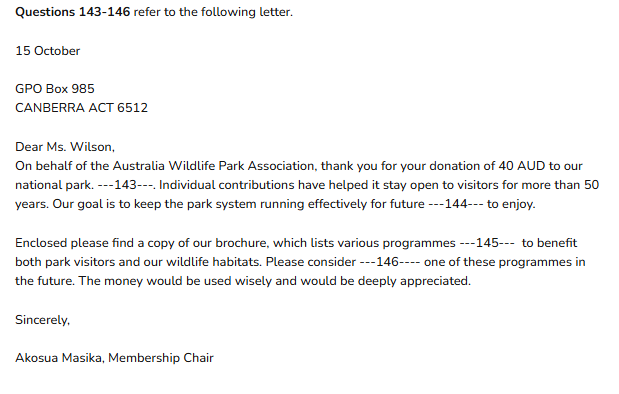 Questions 143-146 refer to the following letter.
15 October
GPO Box 985
CANBERRA ACT 6512
Dear Ms. Wilson,
On behalf of the Australia Wildlife Park Association, thank you for your donation of 40 AUD to our
national park. ---143---. Individual contributions have helped it stay open to visitors for more than 50
years. Our goal is to keep the park system running effectively for future ---144--- to enjoy.
Enclosed please find a copy of our brochure, which lists various programmes ---145--- to benefit
both park visitors and our wildlife habitats. Please consider ---146---- one of these programmes in
the future. The money would be used wisely and would be deeply appreciated.
Sincerely,
Akosua Masika, Membership Chair